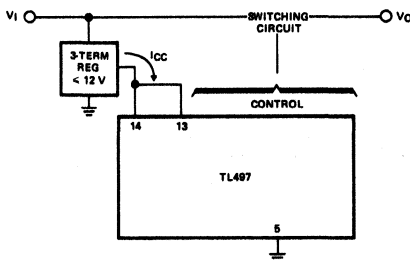 VI
SWITCHING
CIRCUIT
VO
3-TERM
REG
≤ 12 V
ICC
CONTROL
14
13
TL497
5